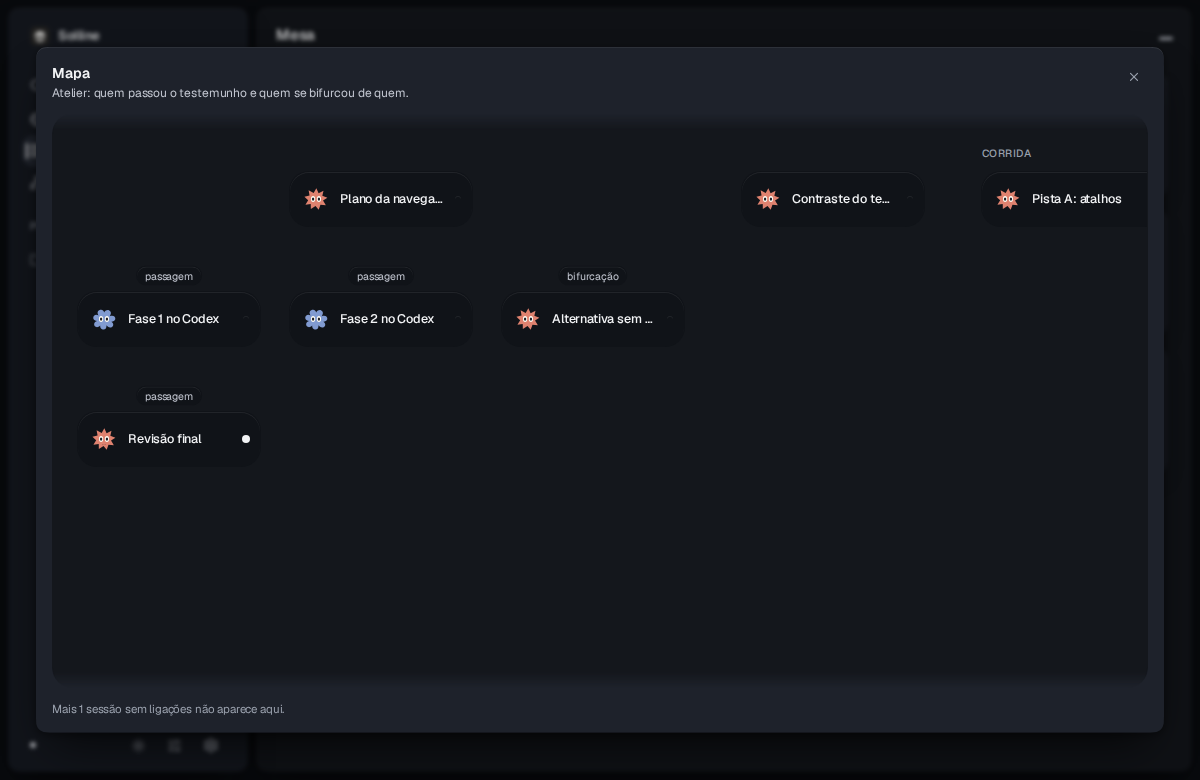 Solline
Mesa
Mapa
Atelier: quem passou o testemunho e quem se bifurcou de quem.
CORRIDA
Plano da navega...
Contraste do te...
Pista A: atalhos
passagem
passagem
bifurcação
Fase 1 no Codex
Fase 2 no Codex
Alternativa sem ...
passagem
Revisão final
Mais 1 sessão sem ligações não aparece aqui.